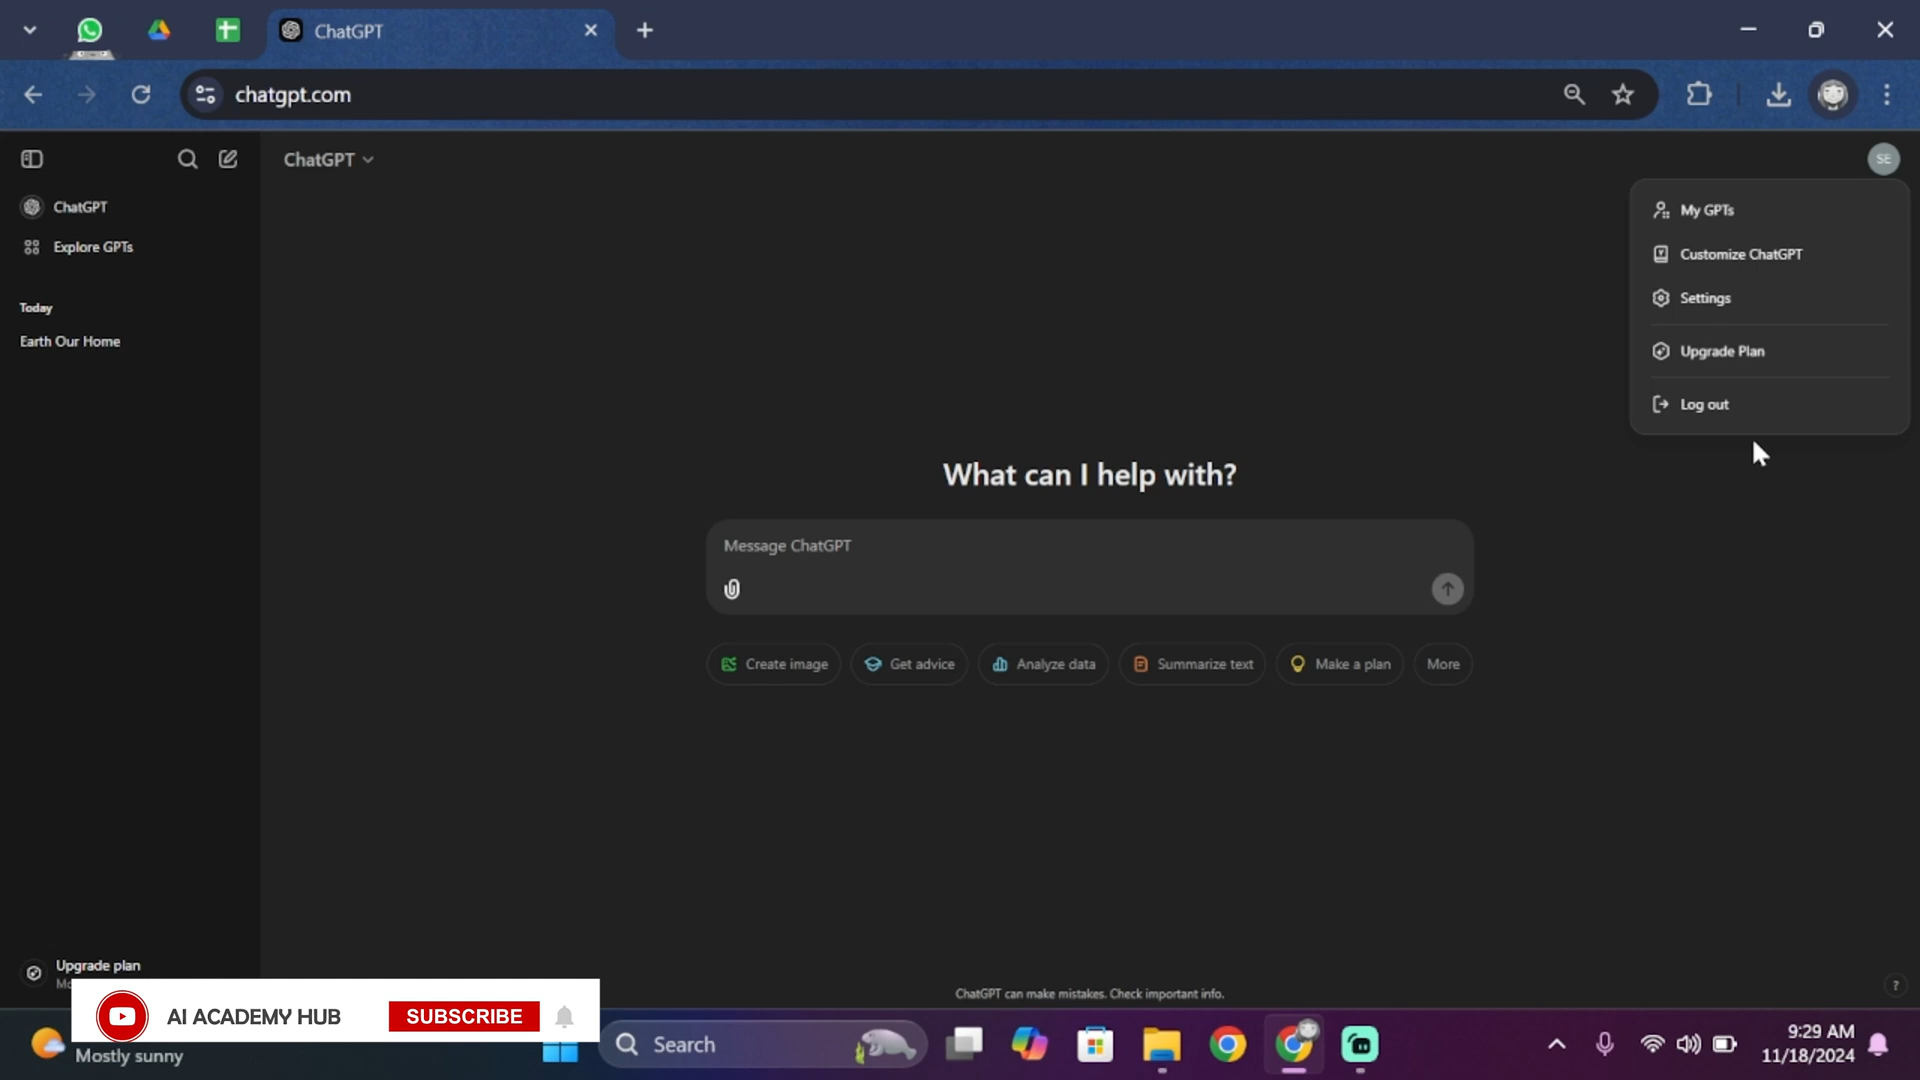 ChatGPT
chatgpt.com
ChatGPT
SE
ChatGPT
Explore GPTs
Today
Earth Our Home
My GPTs
Customize ChatGPT
Settings
Upgrade Plan
Log out
What can I help with?
Message ChatGPT
Create image
Get advice
Analyze data
Summarize text
Make a plan
More
Upgrade plan
ChatGPT can make mistakes. Check important info.
?
AI ACADEMY HUB
SUBSCRIBE
Mostly sunny
Search
9:29 AM
11/18/2024